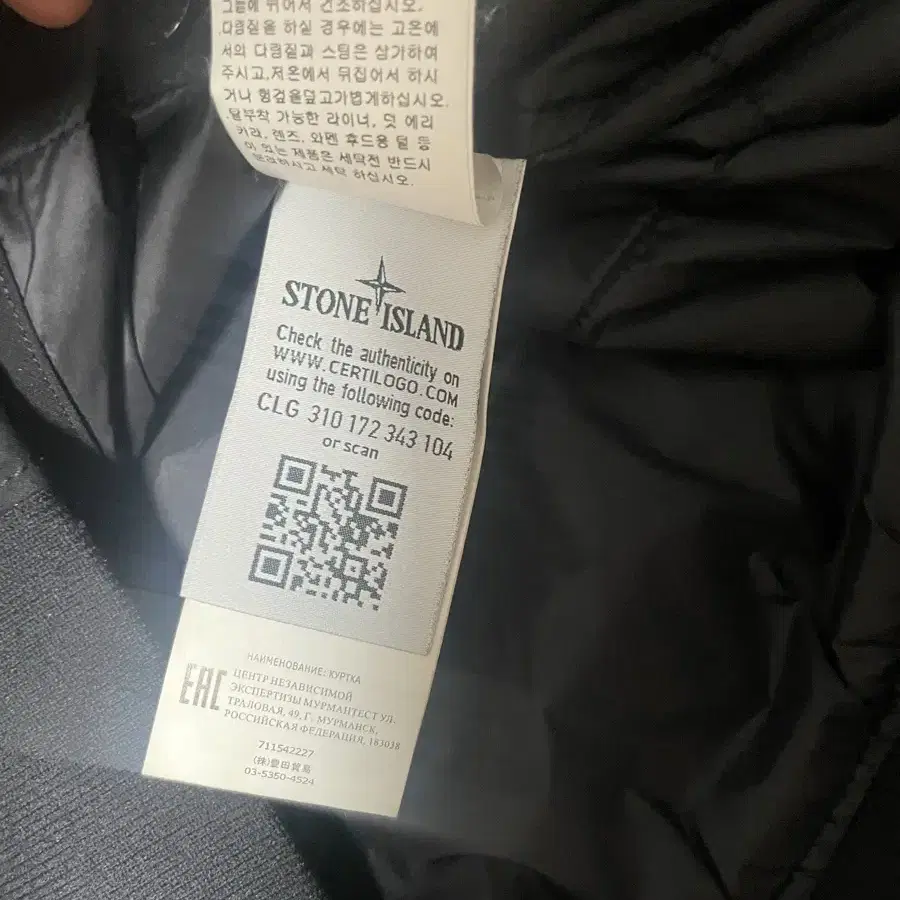 그늘에 뉘어서 건조하십시오.
.다림질을 하실 경우에는 고온에
서의 다림질과 스팀은 삼가하여
주시고,저온에서 뒤집어서 하시
거나 헝겊을덮고가볍게하십시오.
.탈부착 가능한 라이너, 덧 에리
카라, 렌즈, 와펜 후드용 털 등
이 있는 제품은 세탁전 반드시
분리하시고 세탁 하십시오.
STONE ISLAND
Check the authenticity on
WWW.CERTILOGO.COM
using the following code:
CLG 310 172 343 104
or scan
НАИМЕНОВАНИЕ: КУРТКА
EAC
ЦЕНТР НЕЗАВИСИМОЙ
ЭКСПЕРТИЗЫ МУРМАНТЕСТ УЛ.
ТРАЛОВАЯ, 49, Г. МУРМАНСК,
РОССИЙСКАЯ ФЕДЕРАЦИЯ, 183038
711542227
(株)豊田貿易
03-5350-4524